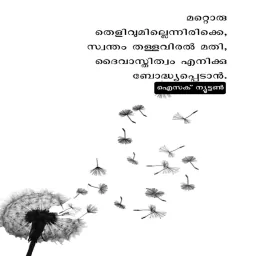 മറ്റൊരു
തെളിവുമില്ലെന്നിരിക്കെ,
സ്വന്തം തള്ളവിരൽ മതി,
ദൈവാസ്തിത്വം എനിക്കു
ബോദ്ധ്യപ്പെടാൻ.
ഐസക് ന്യൂട്ടൺ